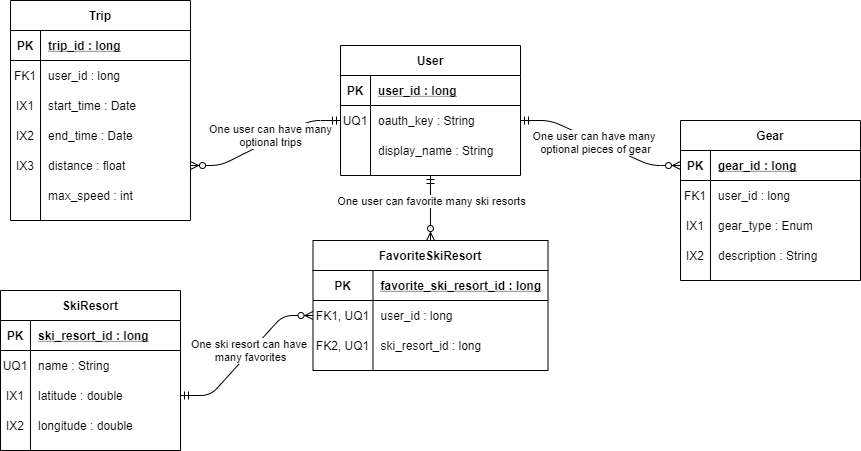 Trip
PK trip_id : long
FK1 user_id : long
IX1 start_time : Date
IX2 end_time : Date
IX3 distance : float
max_speed : int
One user can have many
optional trips
User
PK user_id : long
UQ1 oauth_key : String
display_name : String
One user can have many
optional pieces of gear
Gear
PK gear_id : long
FK1 user_id : long
IX1 gear_type : Enum
IX2 description : String
One user can favorite many ski resorts
FavoriteSkiResort
PK favorite_ski_resort_id : long
FK1, UQ1 user_id : long
FK2, UQ1 ski_resort_id : long
SkiResort
PK ski_resort_id : long
UQ1 name : String
IX1 latitude : double
IX2 longitude : double
One ski resort can have
many favorites